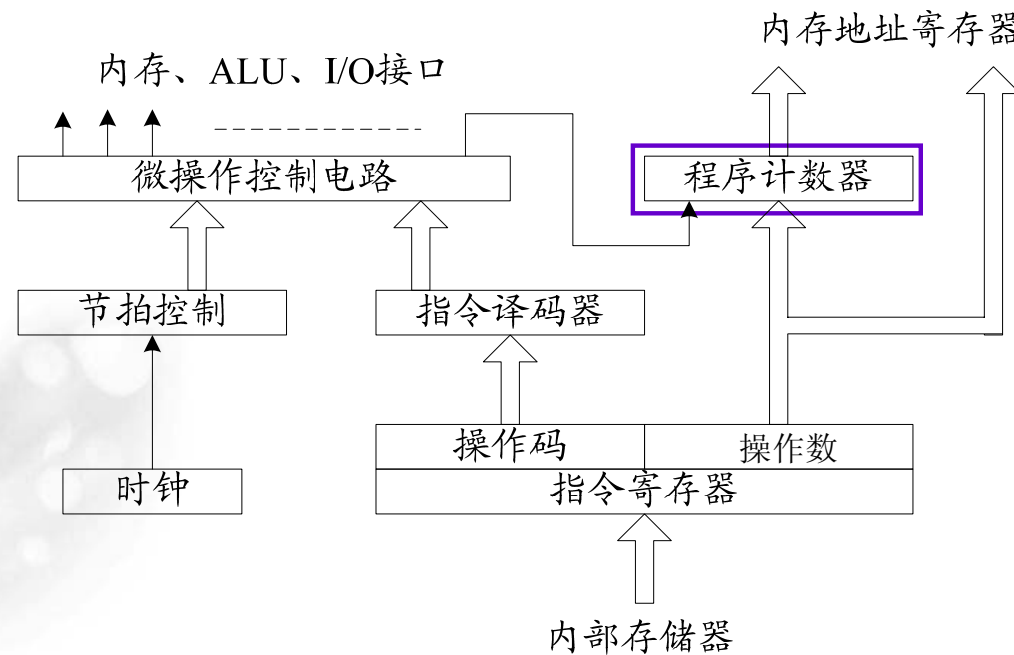 内存地址寄存器
内存、ALU、I/O接口
微操作控制电路
程序计数器
节拍控制
指令译码器
操作码
操作数
时钟
指令寄存器
内部存储器